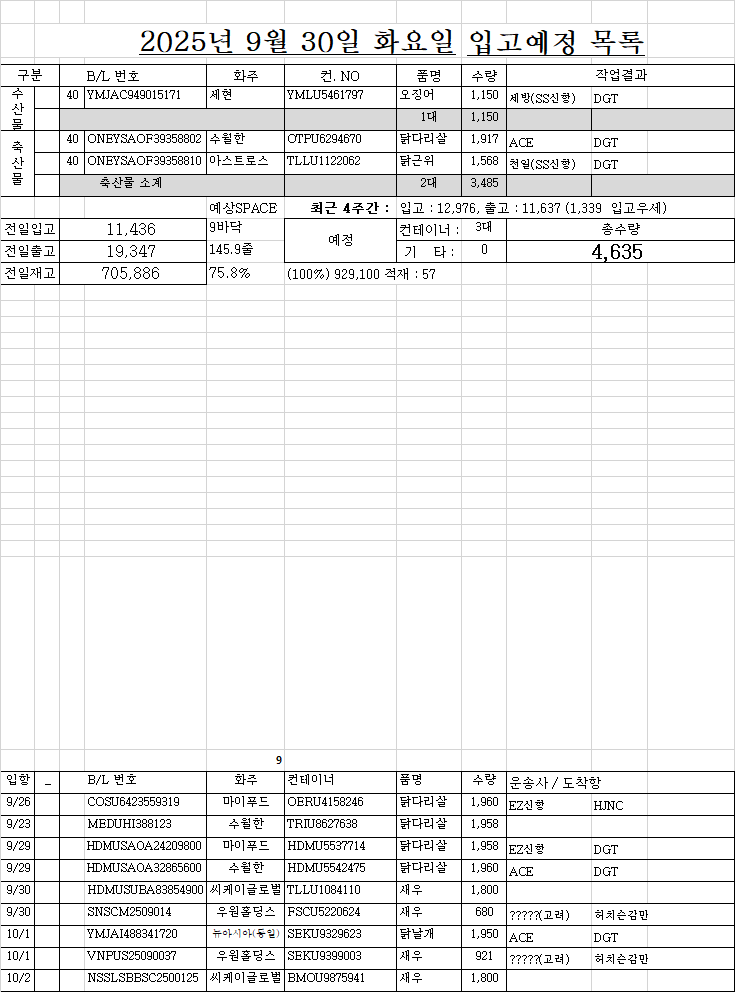 2025년 9월 30일 화요일 입고예정 목록
구분 B/L 번호 화주 컨. NO 품명 수량 작업결과
수산물 40 YMJAC949015171 제현 YMLU5461797 오징어 1,150 세방(SS신항) DGT
1대 1,150
축산물 40 ONEYSAOF39358802 수월한 OTPU6294670 닭다리살 1,917 ACE DGT
40 ONEYSAOF39358810 아스트로스 TLLU1122062 닭근위 1,568 천일(SS신항) DGT
축산물 소계 2대 3,485
예상SPACE 최근 4주간 : 입고 : 12,976, 출고 : 11,637 (1,339 입고우세)
전일입고 11,436 9바닥 예정 컨테이너 : 3대 총수량
전일출고 19,347 145.9줄 기 타 : 0 4,635
전일재고 705,886 75.8% (100%) 929,100 적재 : 57
9
입항 _ B/L 번호 화주 컨테이너 품명 수량 운송사 / 도착항
9/26 COSU6423559319 마이푸드 OERU4158246 닭다리살 1,960 EZ신항 HJNC
9/23 MEDUHI388123 수월한 TRIU8627638 닭다리살 1,958
9/29 HDMUSAOA24209800 마이푸드 HDMU5537714 닭다리살 1,958 EZ신항 DGT
9/29 HDMUSAOA32865600 수월한 HDMU5542475 닭다리살 1,960 ACE DGT
9/30 HDMUSUBA83854900 씨케이글로벌 TLLU1084110 새우 1,800
9/30 SNSCM2509014 우원홀딩스 FSCU5220624 새우 680 ?????(고려) 허치슨감만
10/1 YMJAI488341720 뉴아시아(동일) SEKU9329623 닭날개 1,950 ACE DGT
10/1 VNPUS25090037 우원홀딩스 SEKU9399003 새우 921 ?????(고려) 허치슨감만
10/2 NSSLSBBSC2500125 씨케이글로벌 BMOU9875941 새우 1,800